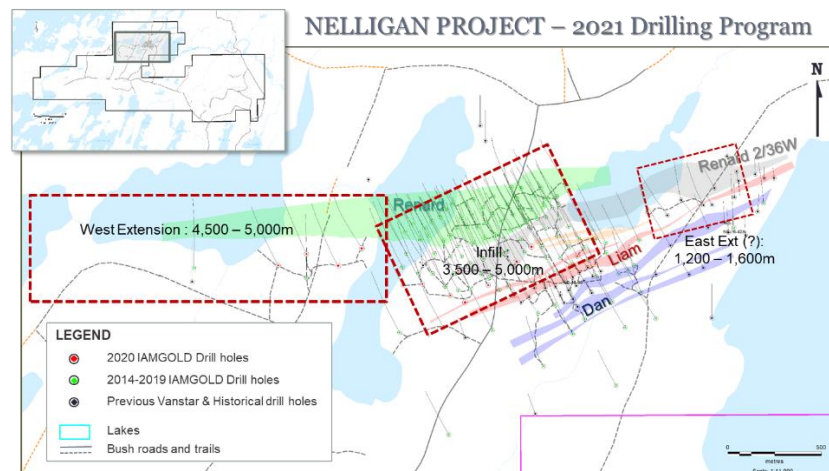 NELLIGAN PROJECT – 2021 Drilling Program
N
Renard 2/36W
Renard
West Extension : 4,500 – 5,000m
Infill :
3,500 – 5,000m
Liam
East Ext (?):
1,200 – 1,600m
Dan
LEGEND
2020 IAMGOLD Drill holes
2014-2019 IAMGOLD Drill holes
Previous Vanstar & Historical drill holes
Lakes
Bush roads and trails
0
500
metres